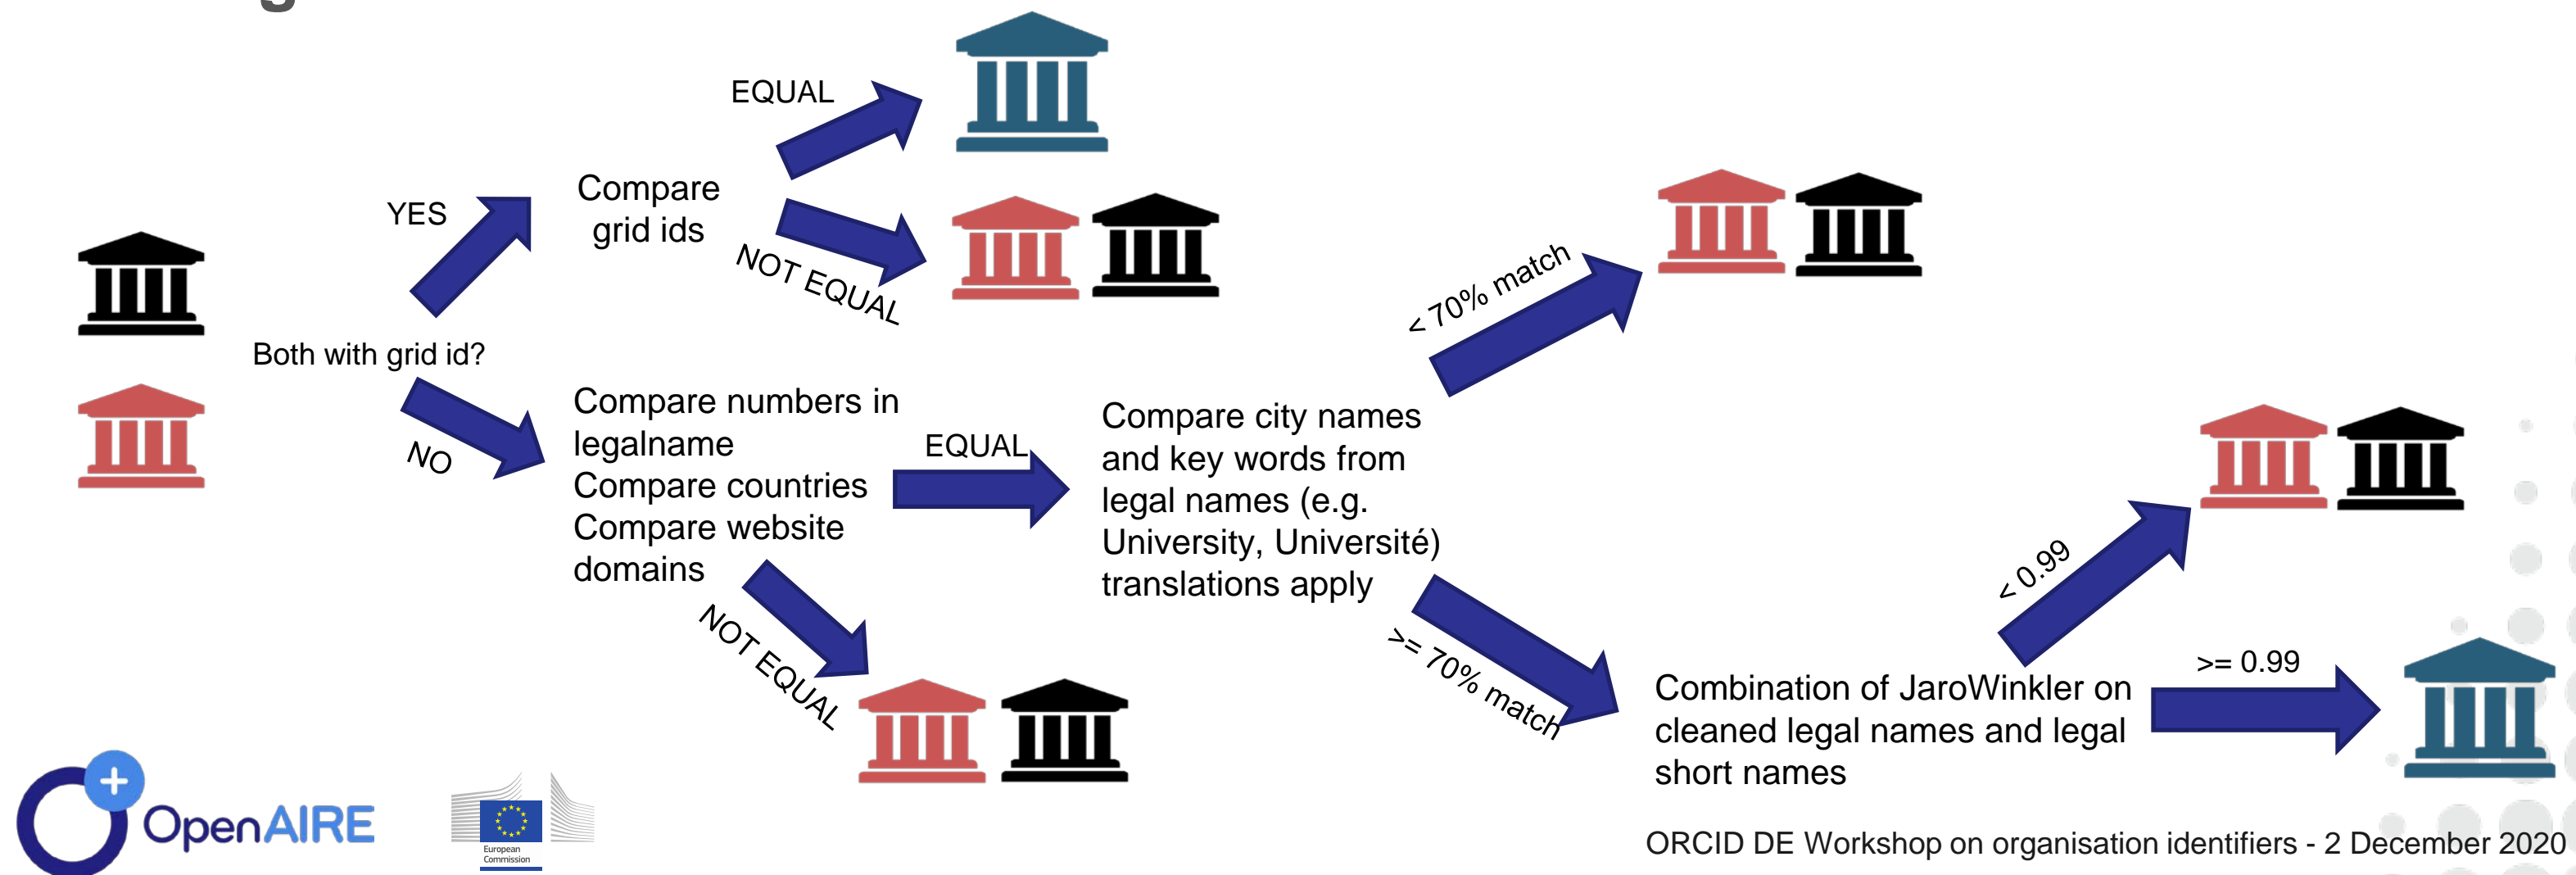 EQUAL
Compare
grid ids
YES
NOT EQUAL
Both with grid id?
NO
Compare numbers in
legalname
Compare countries
Compare website
domains
EQUAL
NOT EQUAL
Compare city names
and key words from
legal names (e.g.
University, Université)
translations apply
< 70% match
>= 70% match
Combination of JaroWinkler on
cleaned legal names and legal
short names
< 0.99
>= 0.99
OpenAIRE
European
Commission
ORCID DE Workshop on organisation identifiers - 2 December 2020